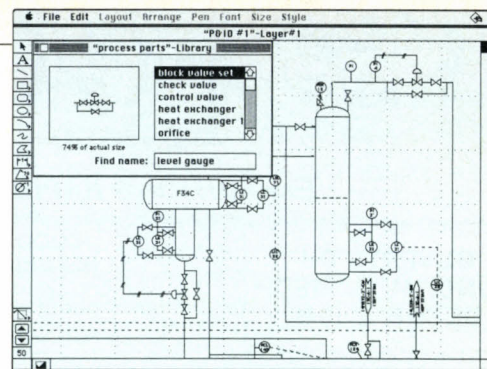 File Edit Layout Arrange Pen Font Size Style
"P&ID #1"-Layer#1
"process parts"-Library
block valve set
check valve
control valve
heat exchanger
heat exchanger 1
orifice
74% of actual size
Find name: level gauge
F34C
50